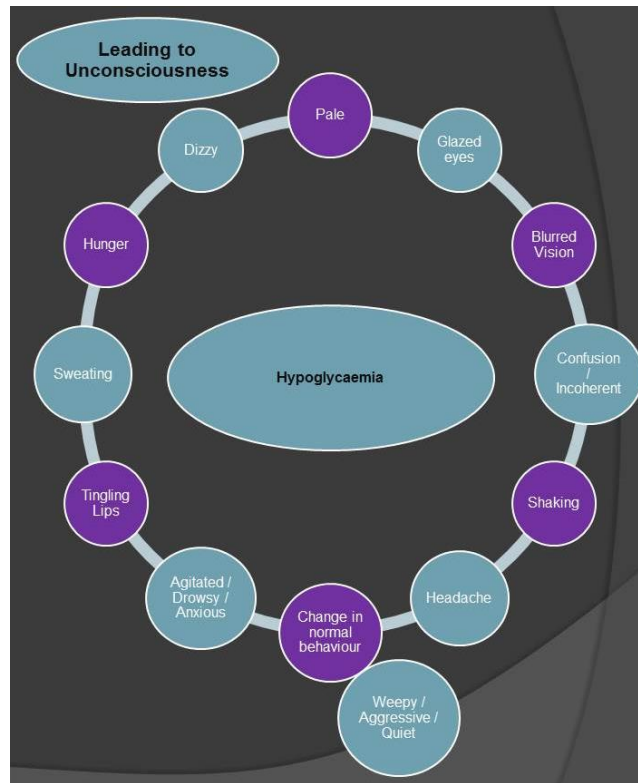 Leading to
Unconsciousness
Pale
Glazed
eyes
Dizzy
Blurred
Vision
Hunger
Confusion
/
Incoherent
Hypoglycaemia
Sweating
Shaking
Tingling
Lips
Headache
Agitated /
Drowsy /
Anxious
Change in
normal
behaviour
Weepy /
Aggressive /
Quiet